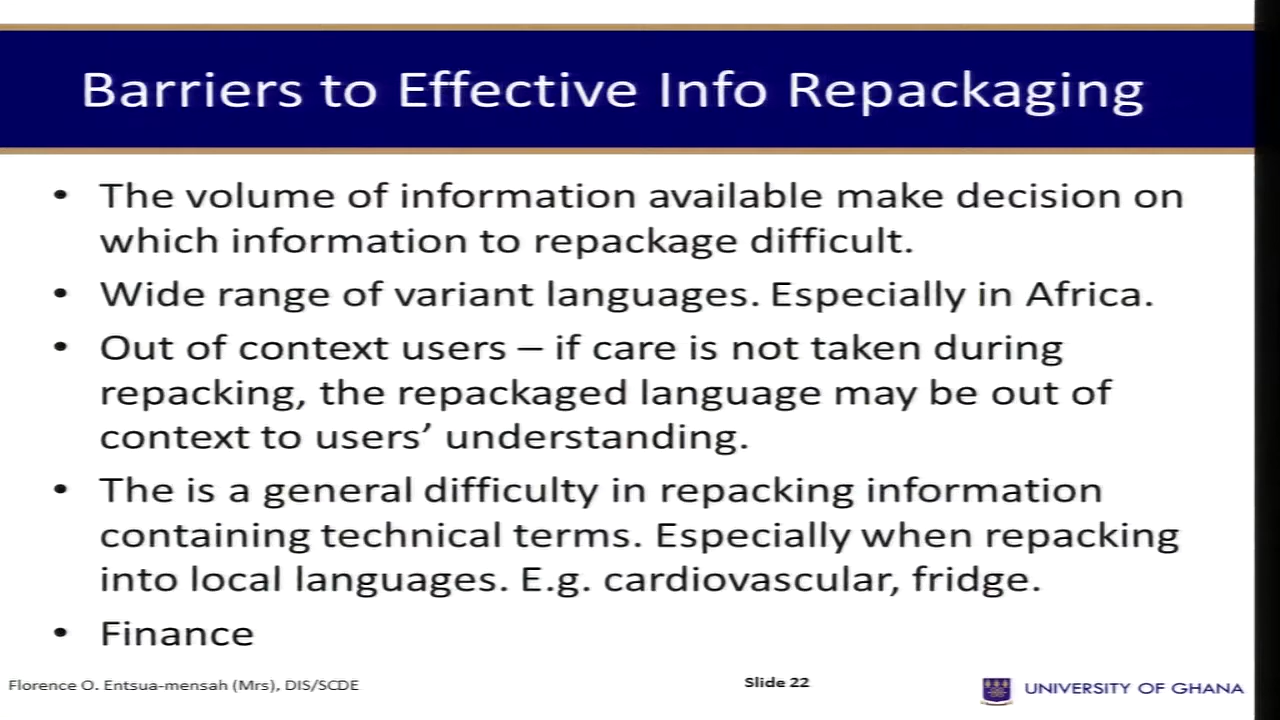 Barriers to Effective Info Repackaging
• The volume of information available make decision on
which information to repackage difficult.
• Wide range of variant languages. Especially in Africa.
• Out of context users – if care is not taken during
repacking, the repackaged language may be out of
context to users’ understanding.
• The is a general difficulty in repacking information
containing technical terms. Especially when repacking
into local languages. E.g. cardiovascular, fridge.
• Finance
Florence O. Entsua-mensah (Mrs), DIS/SCDE
Slide 22
UNIVERSITY OF GHANA